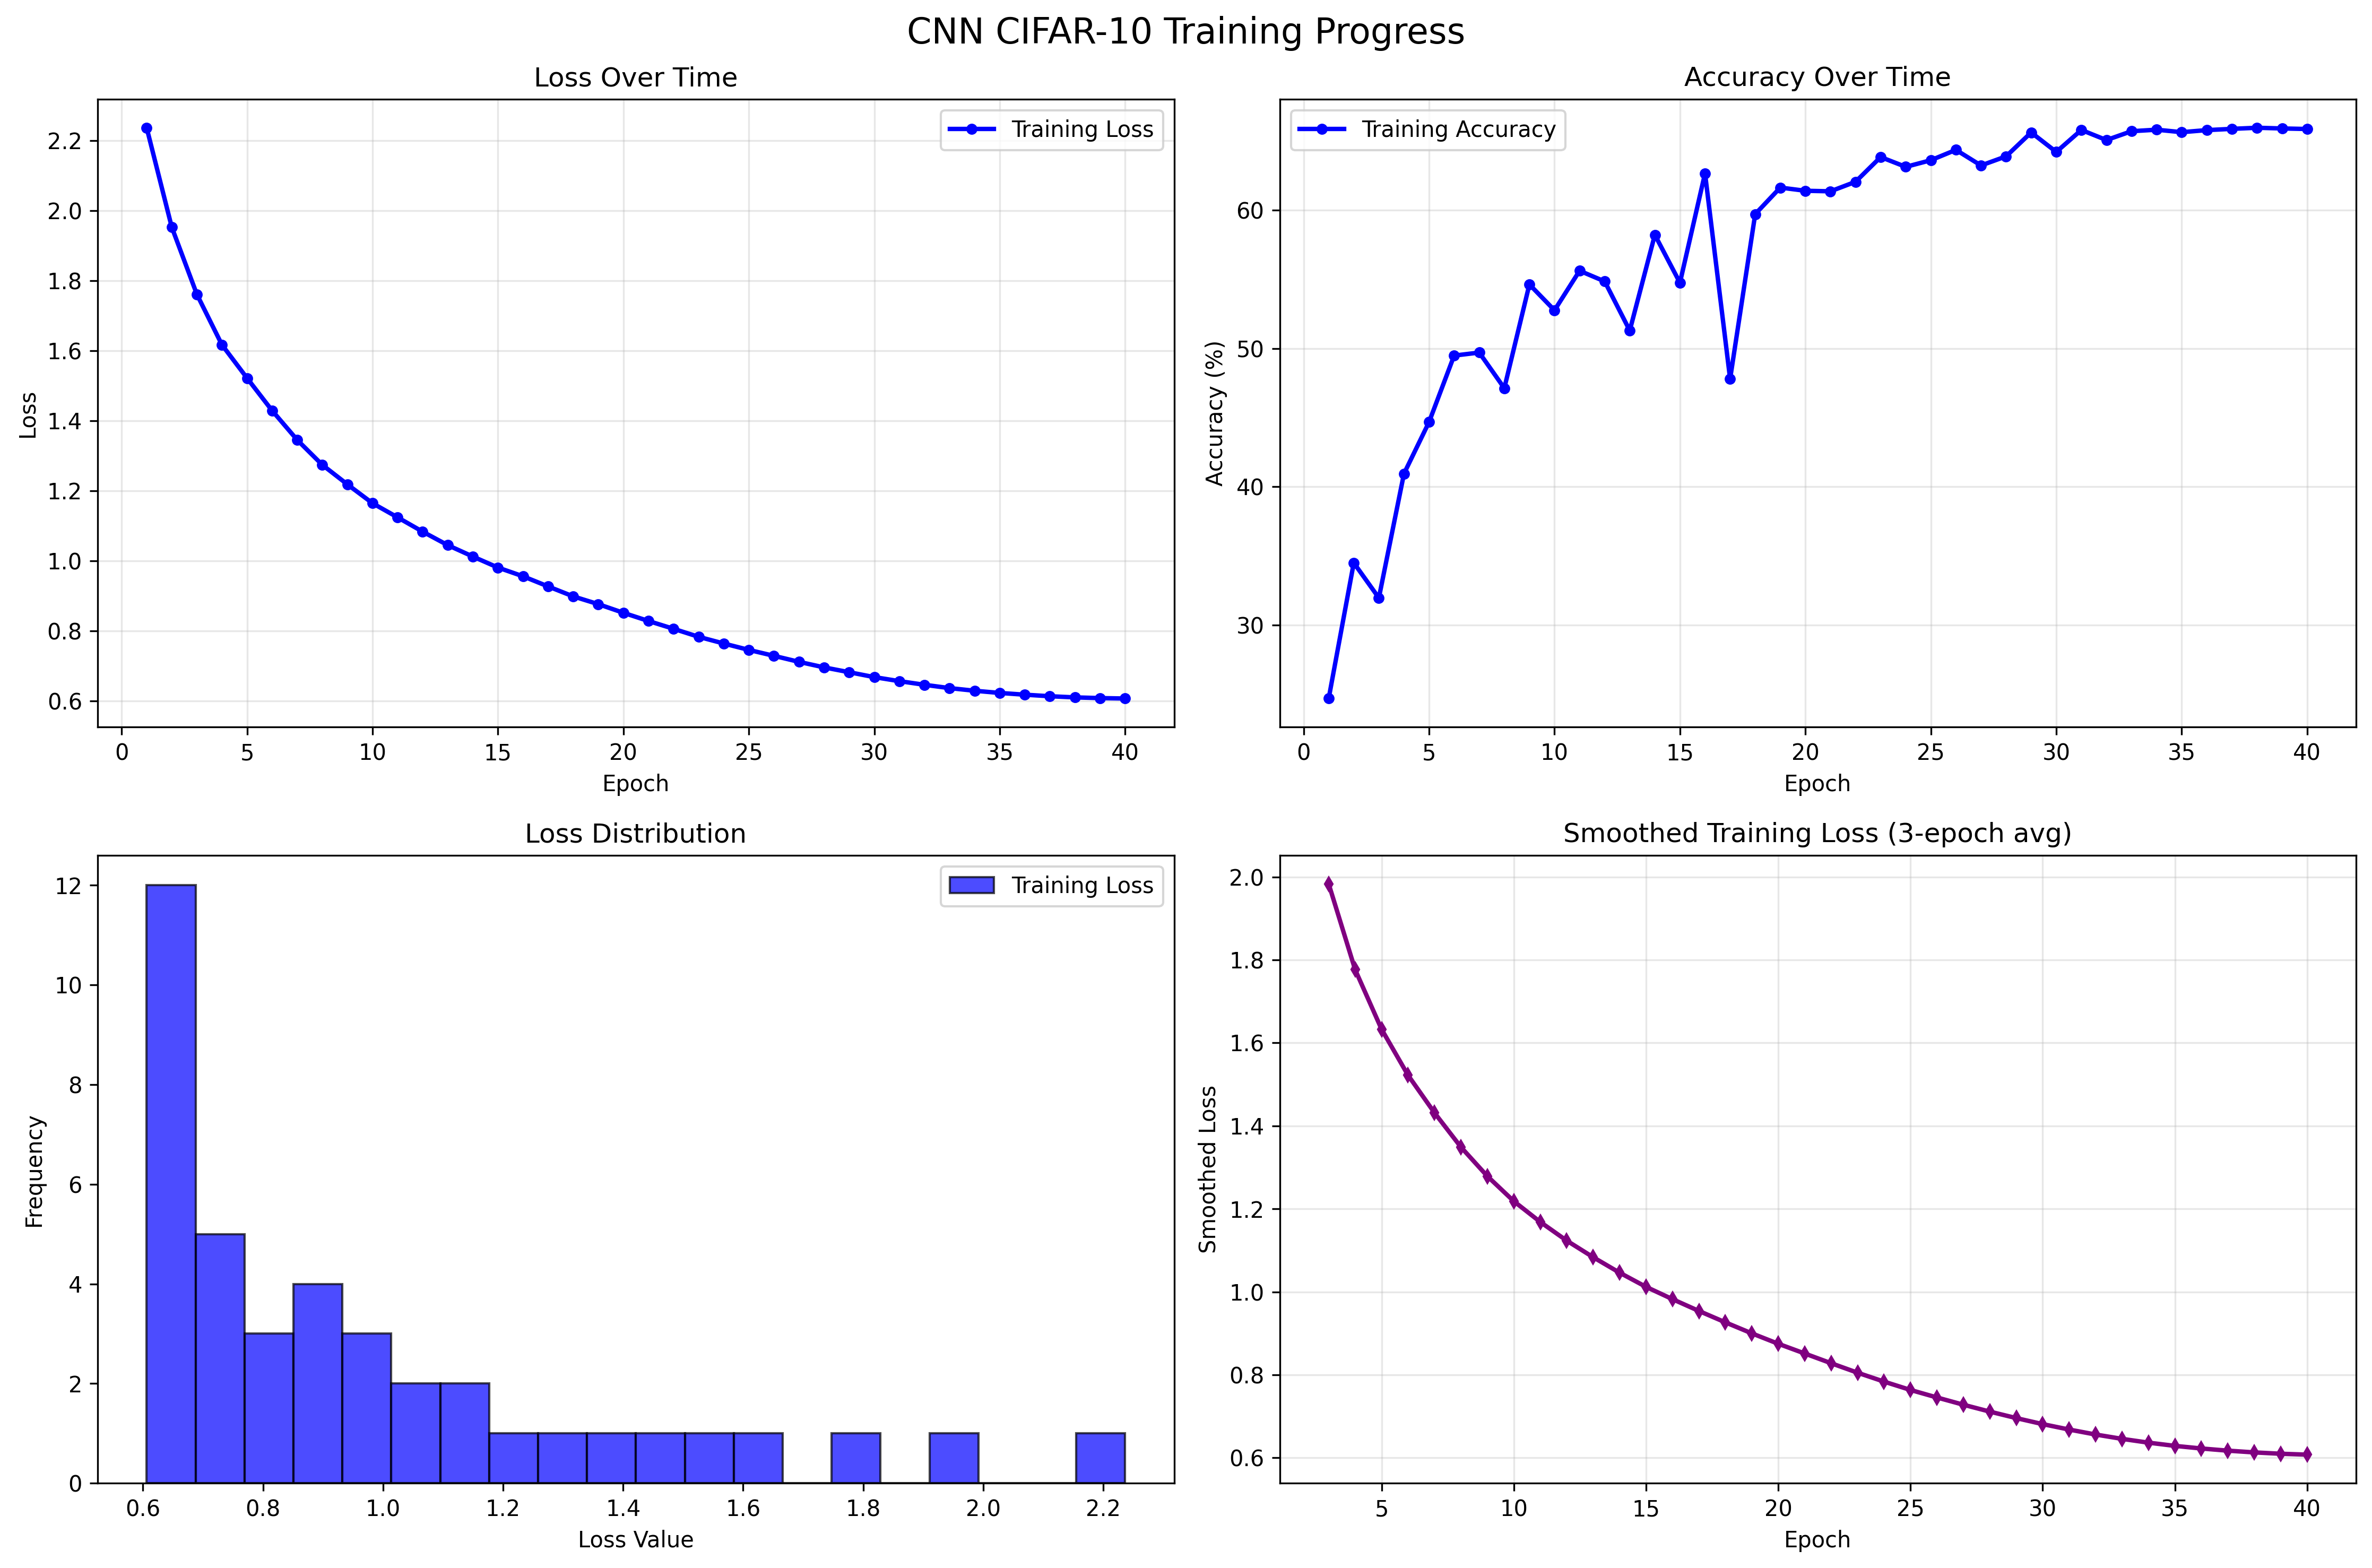 CNN CIFAR-10 Training Progress
Loss Over Time
Training Loss
Loss
2.2
2.0
1.8
1.6
1.4
1.2
1.0
0.8
0.6
0 5 10 15 20 25 30 35 40
Epoch
Accuracy Over Time
Training Accuracy
Accuracy (%)
60
50
40
30
0 5 10 15 20 25 30 35 40
Epoch
Loss Distribution
Training Loss
Frequency
12
10
8
6
4
2
0
0.6 0.8 1.0 1.2 1.4 1.6 1.8 2.0 2.2
Loss Value
Smoothed Training Loss (3-epoch avg)
Smoothed Loss
2.0
1.8
1.6
1.4
1.2
1.0
0.8
0.6
5 10 15 20 25 30 35 40
Epoch